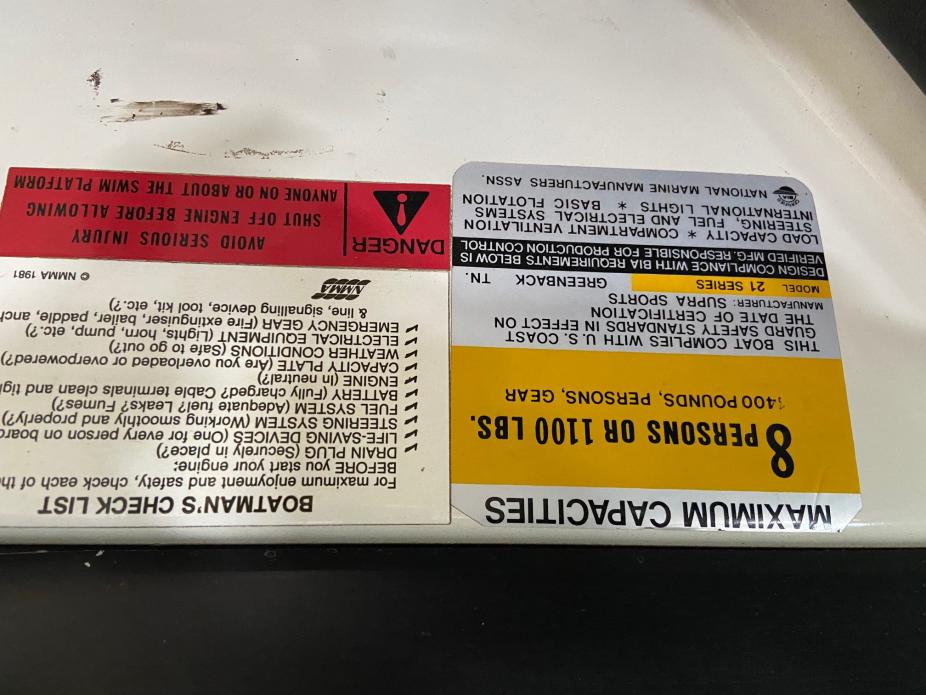 MAXIMUM CAPACITIES
8 PERSONS OR 1100 LBS.
1400 POUNDS, PERSONS, GEAR
THIS BOAT COMPLIES WITH U. S. COAST
GUARD SAFETY STANDARDS IN EFFECT ON
THE DATE OF CERTIFICATION
MANUFACTURER: SUPRA SPORTS
MODEL 21 SERIES GREENBACK TN.
DESIGN COMPLIANCE WITH BIA REQUIREMENTS BELOW IS
VERIFIED MFG. RESPONSIBLE FOR PRODUCTION CONTROL
LOAD CAPACITY * COMPARTMENT VENTILATION
STEERING, FUEL AND ELECTRICAL SYSTEMS
INTERNATIONAL LIGHTS * BASIC FLOTATION
NATIONAL MARINE MANUFACTURERS ASSN.
BOATMAN'S CHECK LIST
For maximum enjoyment and safety, check each of the
BEFORE you start your engine:
DRAIN PLUG (Securely in place?)
LIFE-SAVING DEVICES (One for every person on board
STEERING SYSTEM (Working smoothly and properly?)
FUEL SYSTEM (Adequate fuel? Leaks? Fumes?)
BATTERY (Fully charged? Cable terminals clean and tigh
ENGINE (In neutral?)
CAPACITY PLATE (Are you overloaded or overpowered?)
WEATHER CONDITIONS (Safe to go out?)
ELECTRICAL EQUIPMENT (Lights, horn, pump, etc.?)
EMERGENCY GEAR (Fire extinguiser, bailer, paddle, anch
& line, signaling device, tool kit, etc.?)
NMMA
© NMMA 1981
DANGER
AVOID SERIOUS INJURY
SHUT OFF ENGINE BEFORE ALLOWING
ANYONE ON OR ABOUT THE SWIM PLATFORM